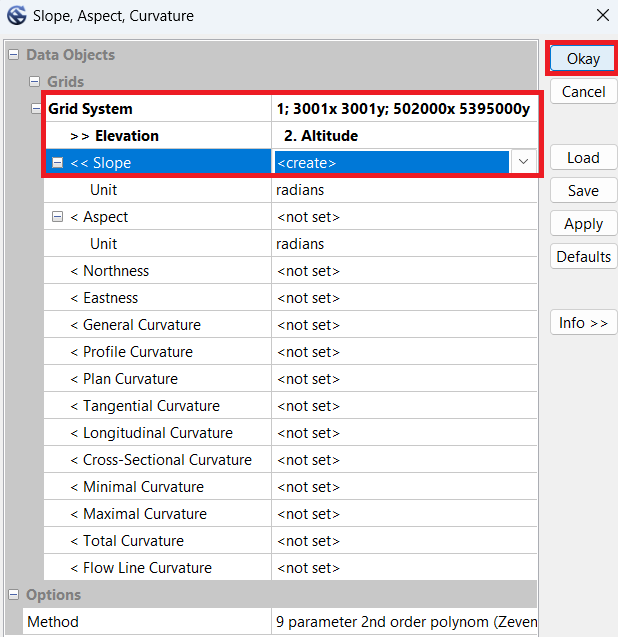 Slope, Aspect, Curvature
Data Objects
Okay
Grids
Cancel
Grid System 1; 3001x 3001y; 502000x 5395000y
>> Elevation 2. Altitude
<< Slope <create>
Load
Unit radians
Save
< Aspect <not set>
Apply
Unit radians
Defaults
< Northness <not set>
< Eastness <not set>
< General Curvature <not set>
Info >>
< Profile Curvature <not set>
< Plan Curvature <not set>
< Tangential Curvature <not set>
< Longitudinal Curvature <not set>
< Cross-Sectional Curvature <not set>
< Minimal Curvature <not set>
< Maximal Curvature <not set>
< Total Curvature <not set>
< Flow Line Curvature <not set>
Options
Method 9 parameter 2nd order polynom (Zeven